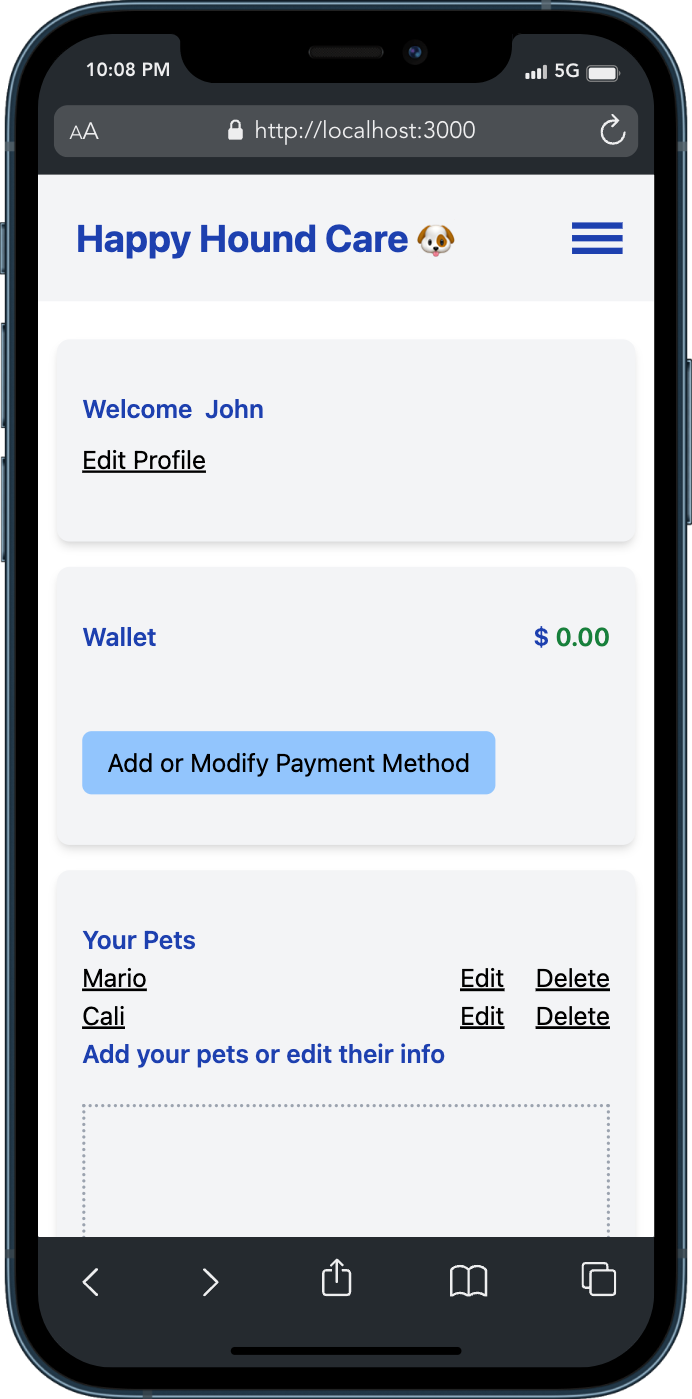 10:08 PM 5G
AA http://localhost:3000
Happy Hound Care 🐶
Welcome John
Edit Profile
Wallet $ 0.00
Add or Modify Payment Method
Your Pets
Mario Edit Delete
Cali Edit Delete
Add your pets or edit their info